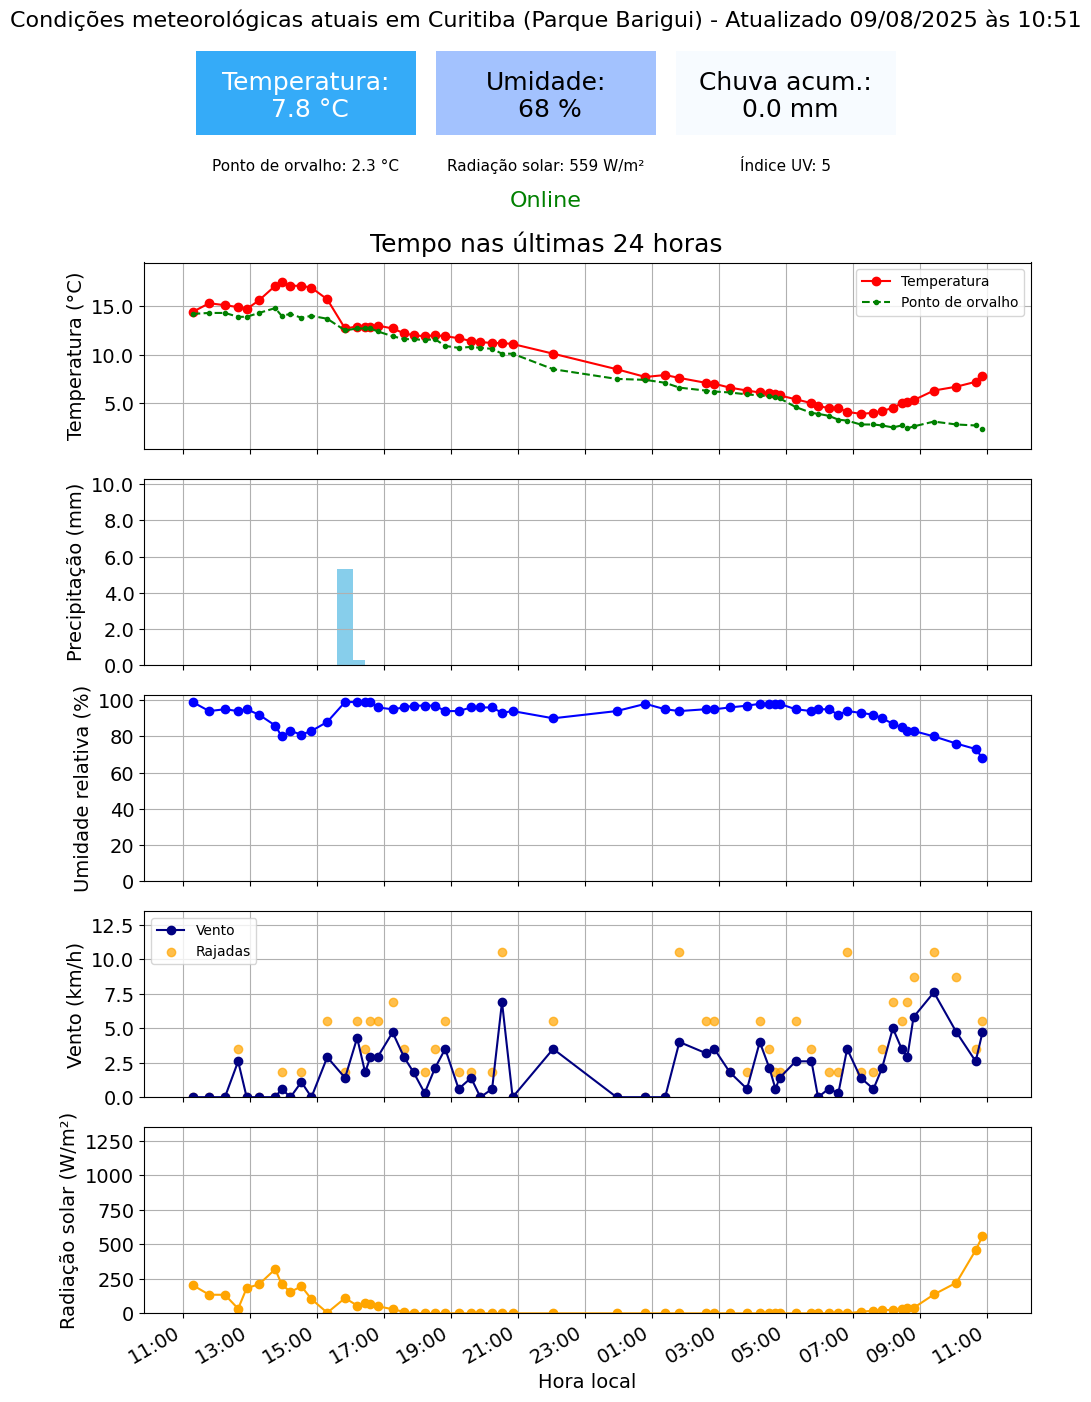 Condições meteorológicas atuais em Curitiba (Parque Barigui) - Atualizado 09/08/2025 às 10:51
Temperatura:
7.8 °C
Umidade:
68 %
Chuva acum.:
0.0 mm
Ponto de orvalho: 2.3 °C
Radiação solar: 559 W/m²
Índice UV: 5
Online
Tempo nas últimas 24 horas
Temperatura (°C)
15.0
10.0
5.0
Temperatura
Ponto de orvalho
Precipitação (mm)
10.0
8.0
6.0
4.0
2.0
0.0
Umidade relativa (%)
100
80
60
40
20
0
Vento (km/h)
12.5
10.0
7.5
5.0
2.5
0.0
Vento
Rajadas
Radiação solar (W/m²)
1250
1000
750
500
250
0
11:00
13:00
15:00
17:00
19:00
21:00
23:00
01:00
03:00
05:00
07:00
09:00
11:00
Hora local